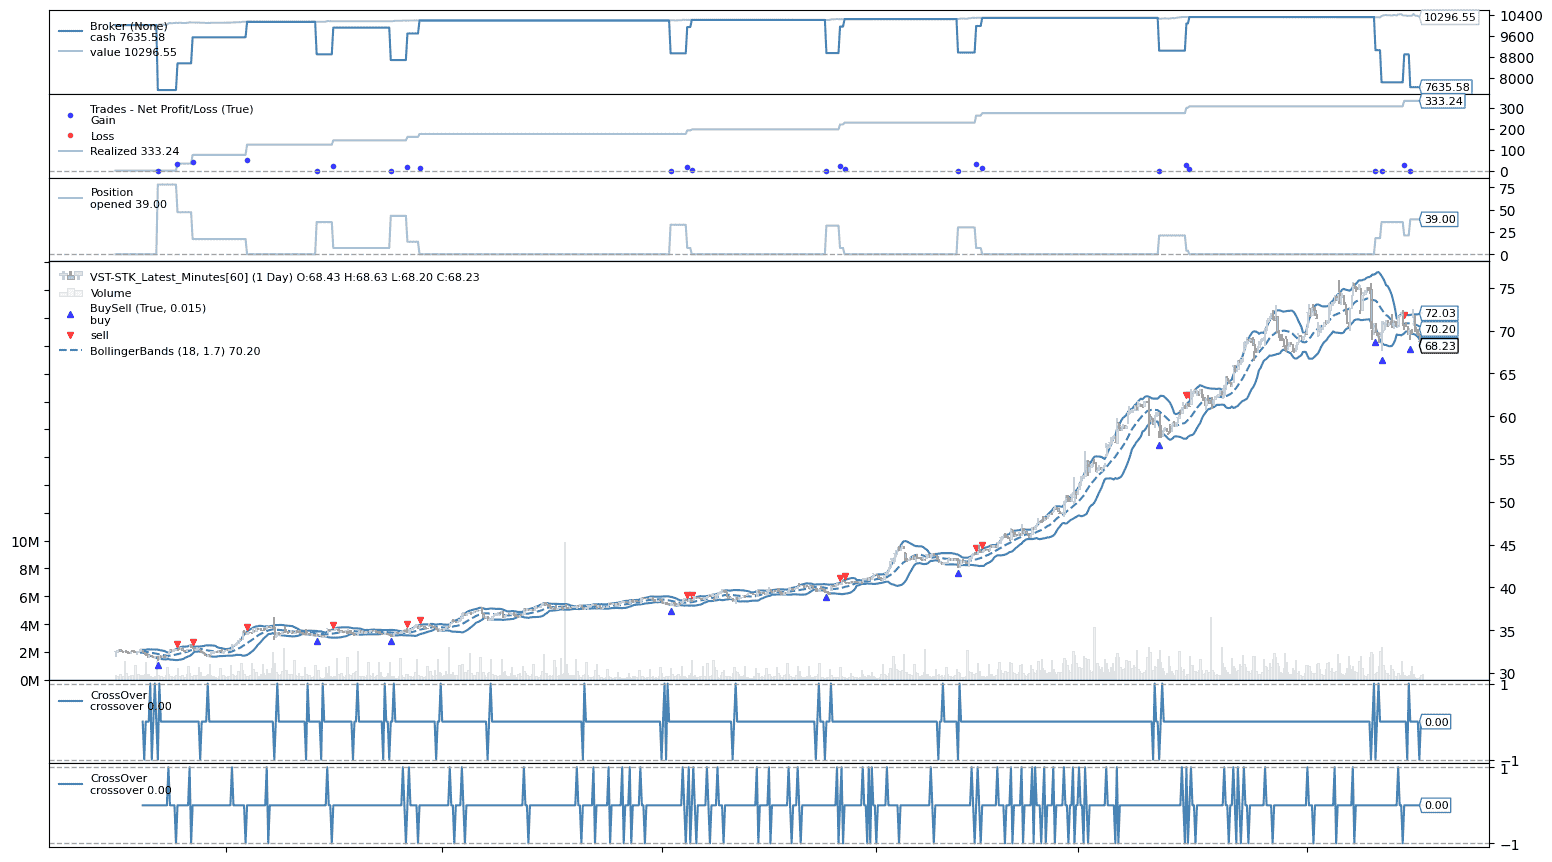 Broker (None)
cash 7635.58
value 10296.55
10296.55
7635.58
10400
9600
8800
8000
Trades - Net Profit/Loss (True)
Gain
Loss
Realized 333.24
333.24
300
200
100
0
Position
opened 39.00
39.00
75
50
25
0
VST-STK_Latest_Minutes[60] (1 Day) O:68.43 H:68.63 L:68.20 C:68.23
Volume
BuySell (True, 0.015)
buy
sell
BollingerBands (18, 1.7) 70.20
72.03
70.20
68.23
75
70
65
60
55
50
45
40
35
30
10M
8M
6M
4M
2M
0M
CrossOver
crossover 0.00
0.00
1
−1
CrossOver
crossover 0.00
0.00
1
−1